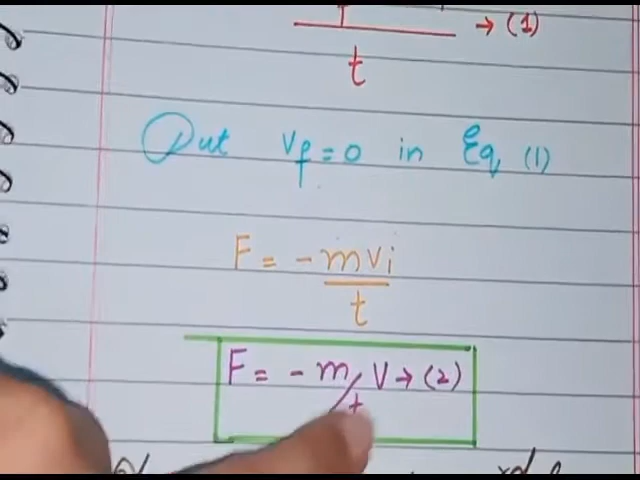 → (1)
t
Put vf = 0 in Eq, (1)
F = - mvi
t
F = - m/t V → (2)